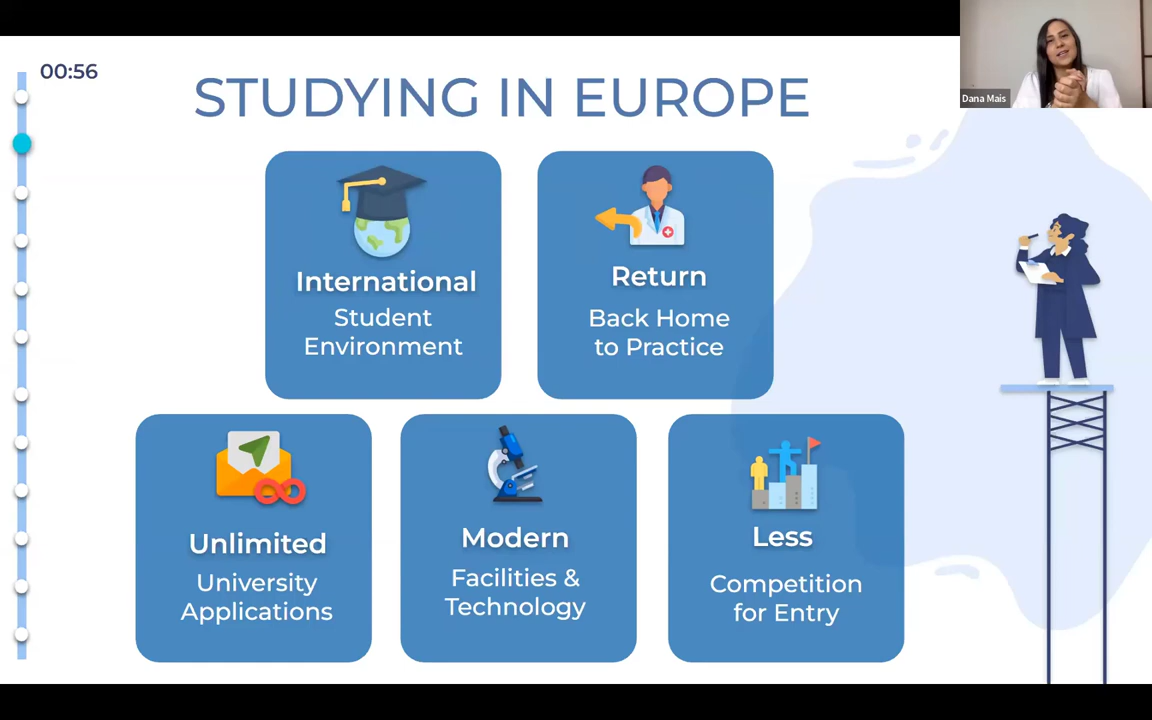 00:56
STUDYING IN EUROPE
Dana Mais
International
Student
Environment
Return
Back Home
to Practice
Unlimited
University
Applications
Modern
Facilities &
Technology
Less
Competition
for Entry